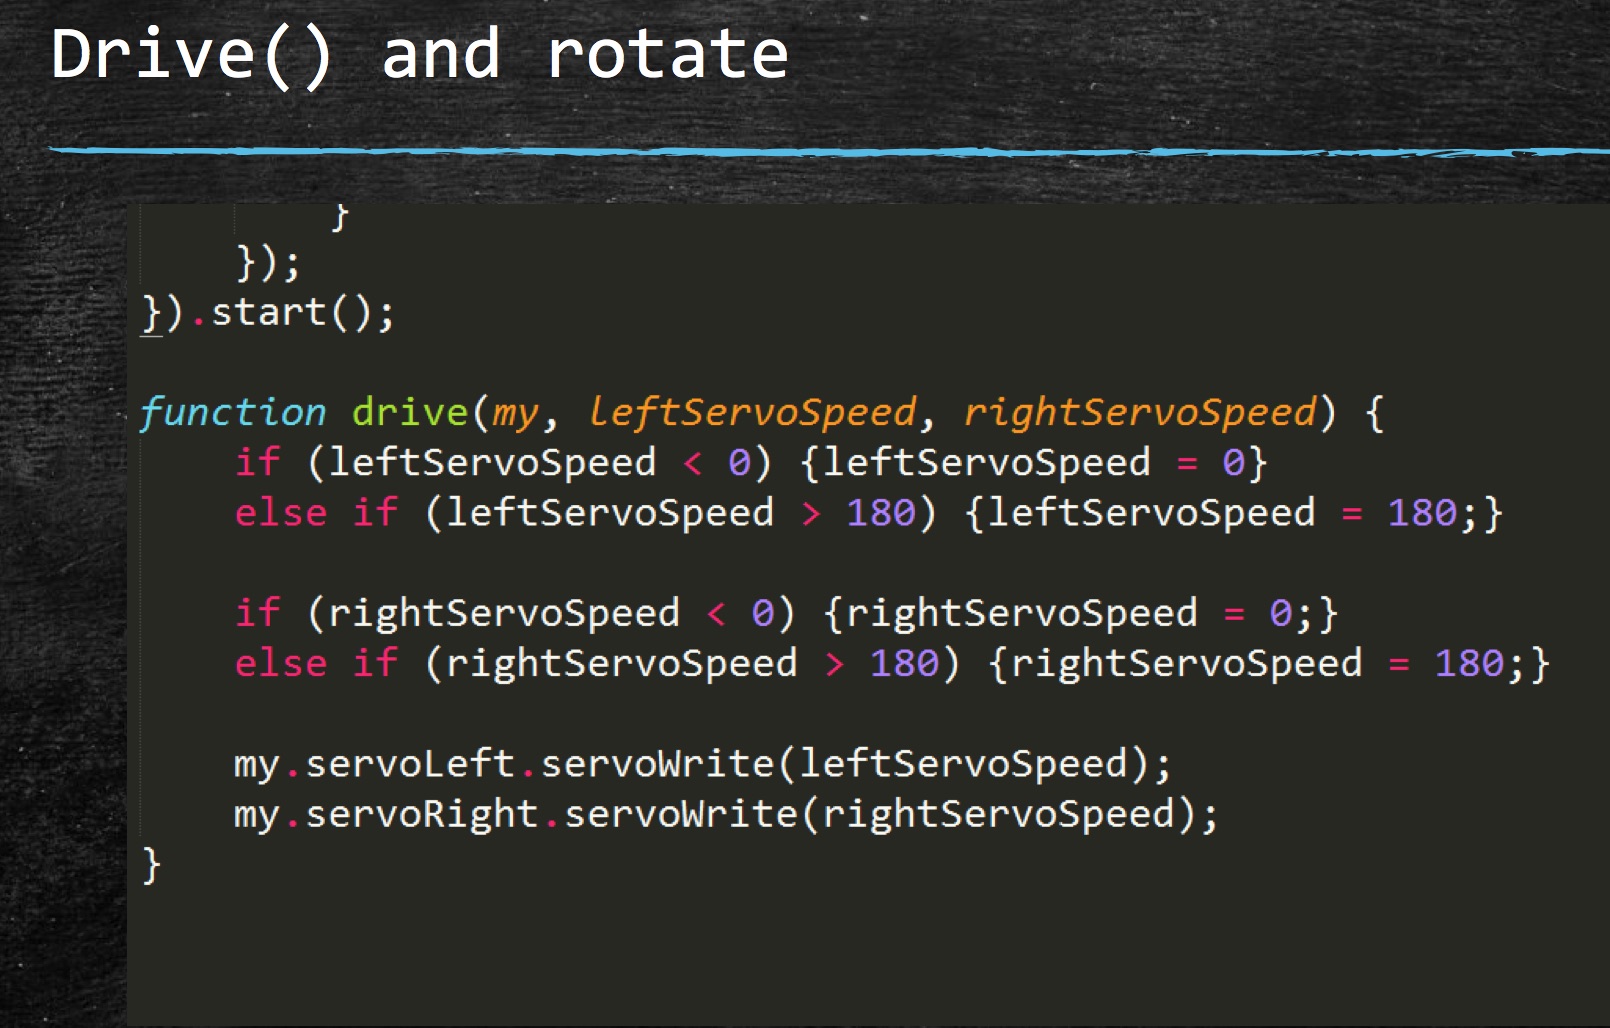 Drive() and rotate
}
});
}).start();
function drive(my, leftServoSpeed, rightServoSpeed) {
if (leftServoSpeed < 0) {leftServoSpeed = 0}
else if (leftServoSpeed > 180) {leftServoSpeed = 180;}
if (rightServoSpeed < 0) {rightServoSpeed = 0;}
else if (rightServoSpeed > 180) {rightServoSpeed = 180;}
my.servoLeft.servoWrite(leftServoSpeed);
my.servoRight.servoWrite(rightServoSpeed);
}